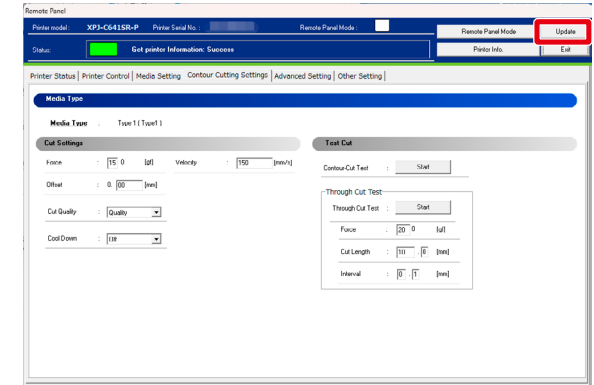 Remote Panel
Printer model : XPJ-C641SR-P Printer Serial No. : Remote Panel Mode :
Remote Panel Mode Update
Status: Got printer Information: Success
Printer Info. Exit
Printer Status Printer Control Media Setting Contour Cutting Settings Advanced Setting Other Setting
Media Type
Media Type : Type 1 ( Type1 )
Cut Settings Test Cut
Force : 15 0 [gf] Velocity : 150 [mm/s]
Contour-Cut Test : Start
Offset : 0. 00 [mm]
Through Cut Test
Through Cut Test : Start
Cut Quality : Quality
Force : 20 0 [gf]
Cool Down : Off
Cut Length : 10 . 0 [mm]
Interval : 0 . 1 [mm]